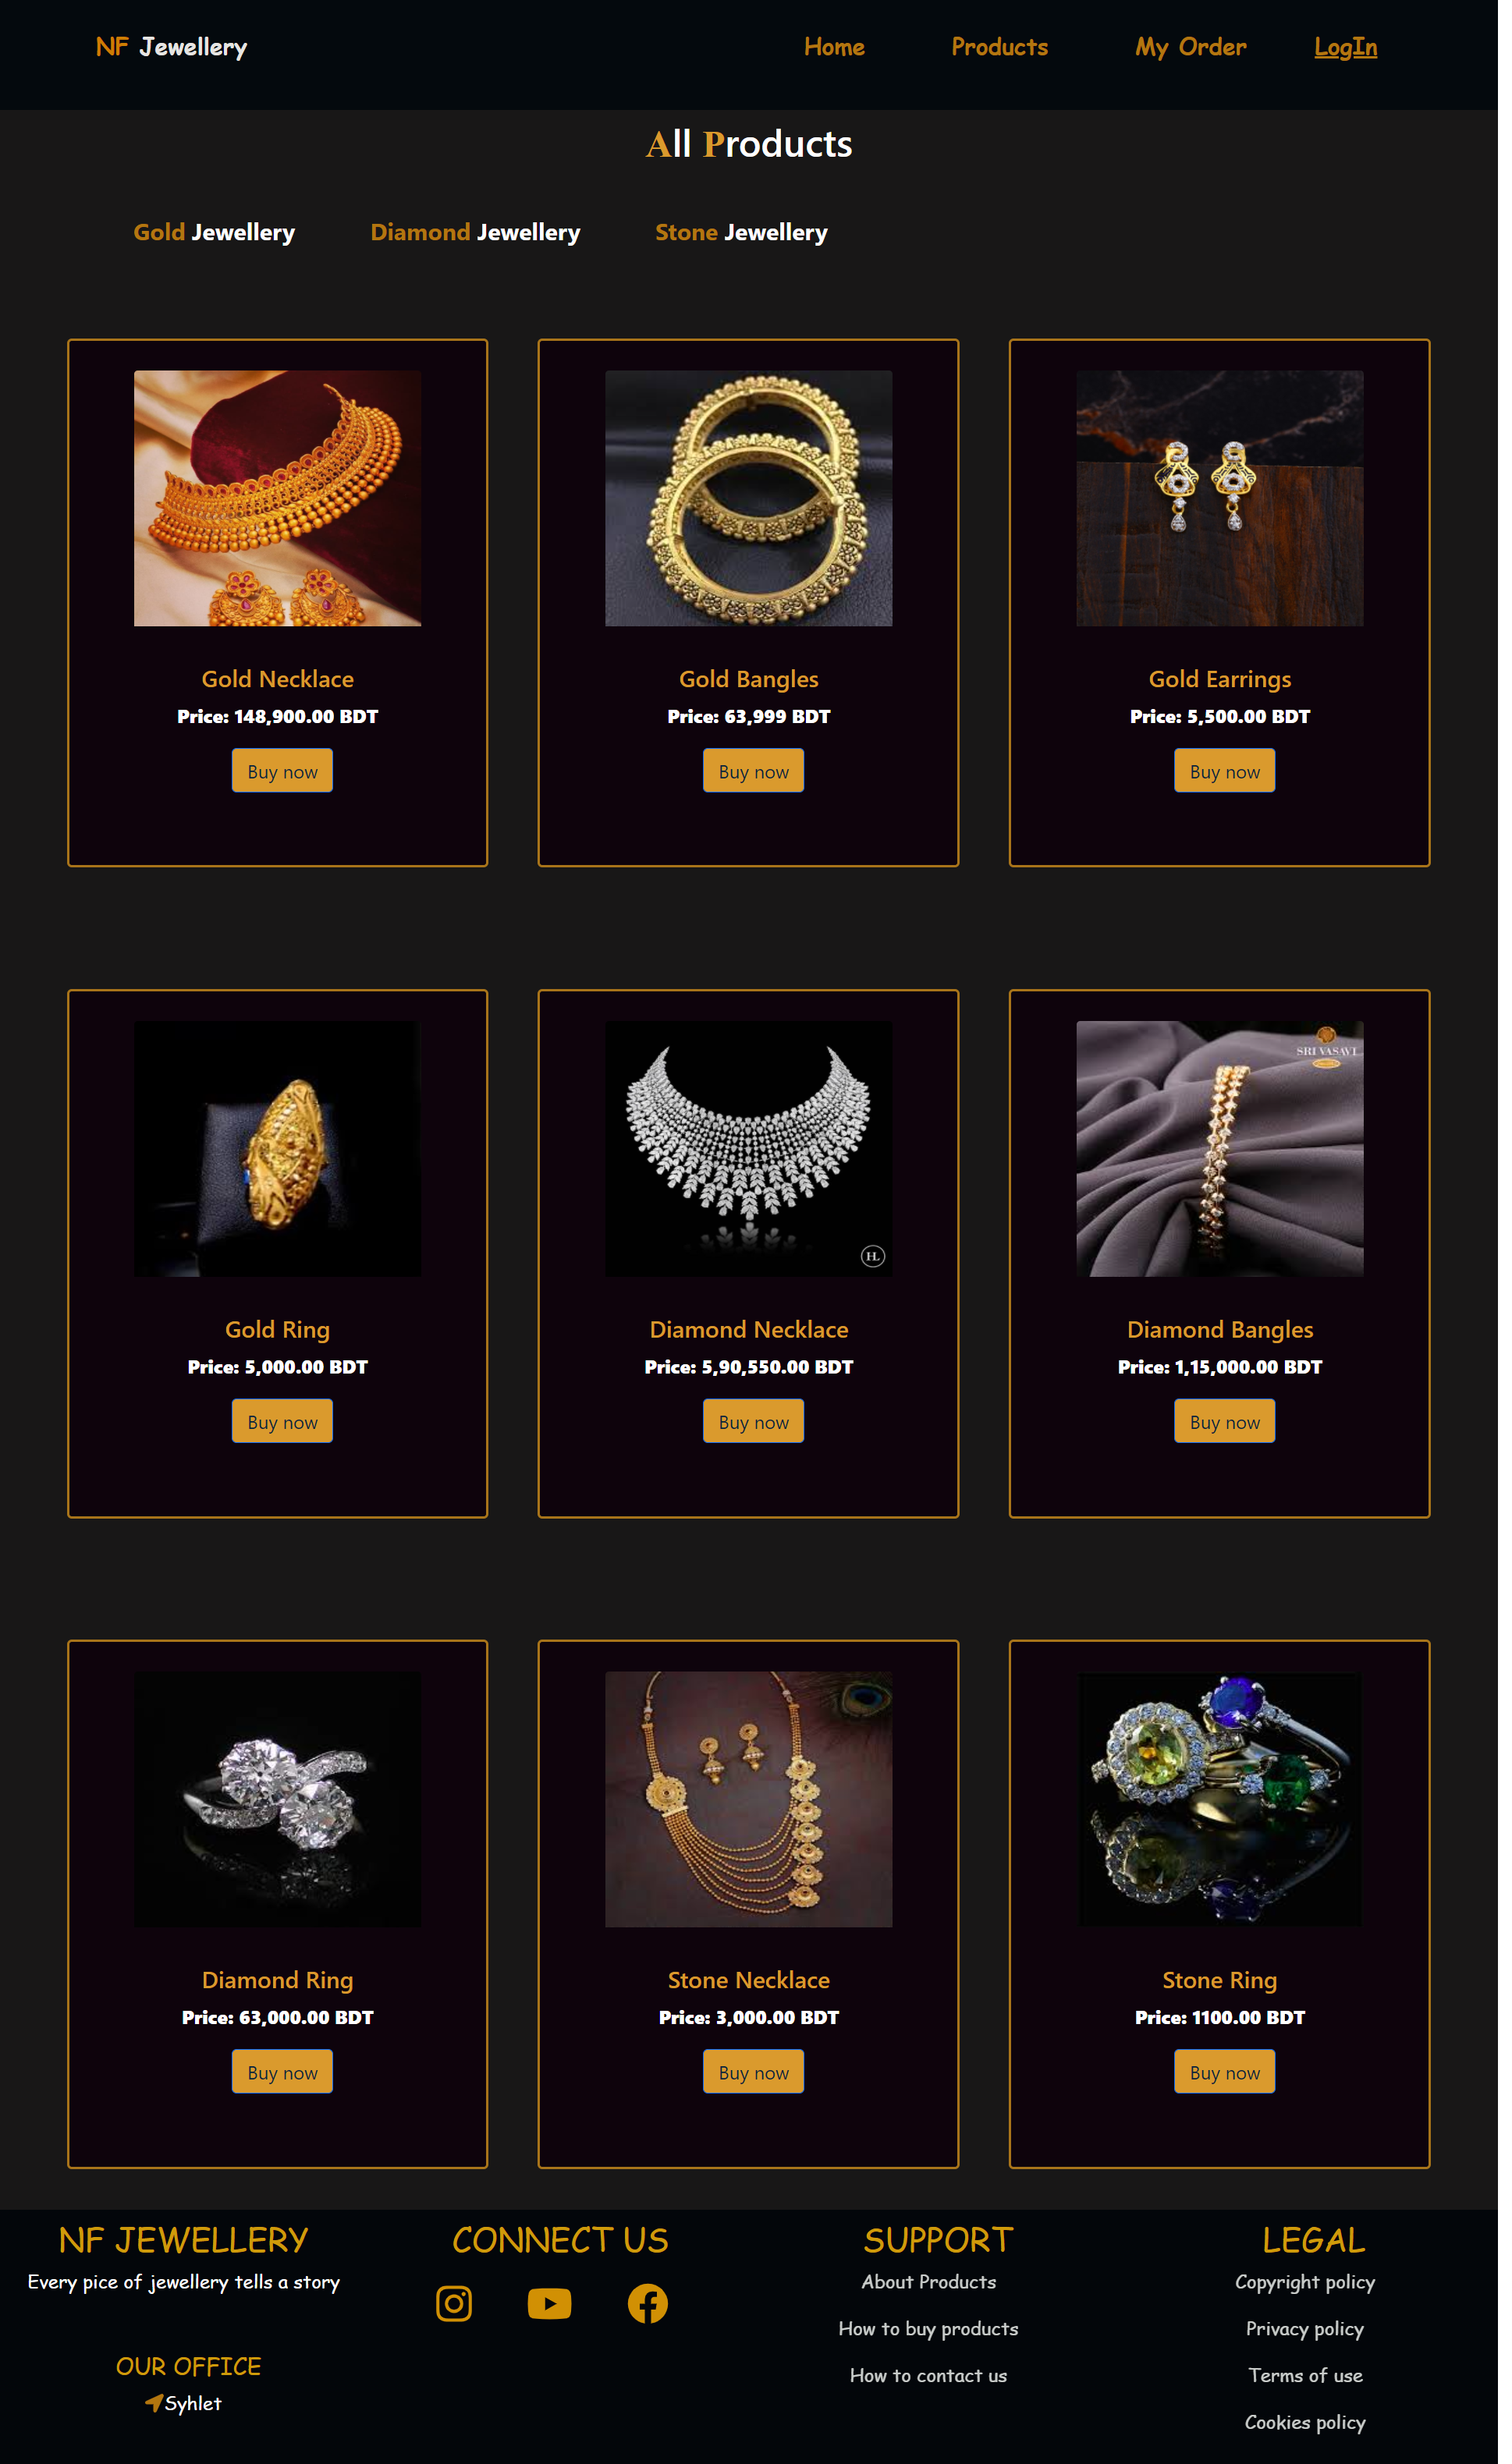 NF Jewellery
Home Products My Order LogIn
All Products
Gold Jewellery Diamond Jewellery Stone Jewellery
Gold Necklace Gold Bangles Gold Earrings
Price: 148,900.00 BDT Price: 63,999 BDT Price: 5,500.00 BDT
Buy now Buy now Buy now
SRI VASAVI
HL
Gold Ring Diamond Necklace Diamond Bangles
Price: 5,000.00 BDT Price: 5,90,550.00 BDT Price: 1,15,000.00 BDT
Buy now Buy now Buy now
Diamond Ring Stone Necklace Stone Ring
Price: 63,000.00 BDT Price: 3,000.00 BDT Price: 1100.00 BDT
Buy now Buy now Buy now
NF JEWELLERY CONNECT US SUPPORT LEGAL
Every pice of jewellery tells a story About Products Copyright policy
How to buy products Privacy policy
OUR OFFICE How to contact us Terms of use
Syhlet Cookies policy